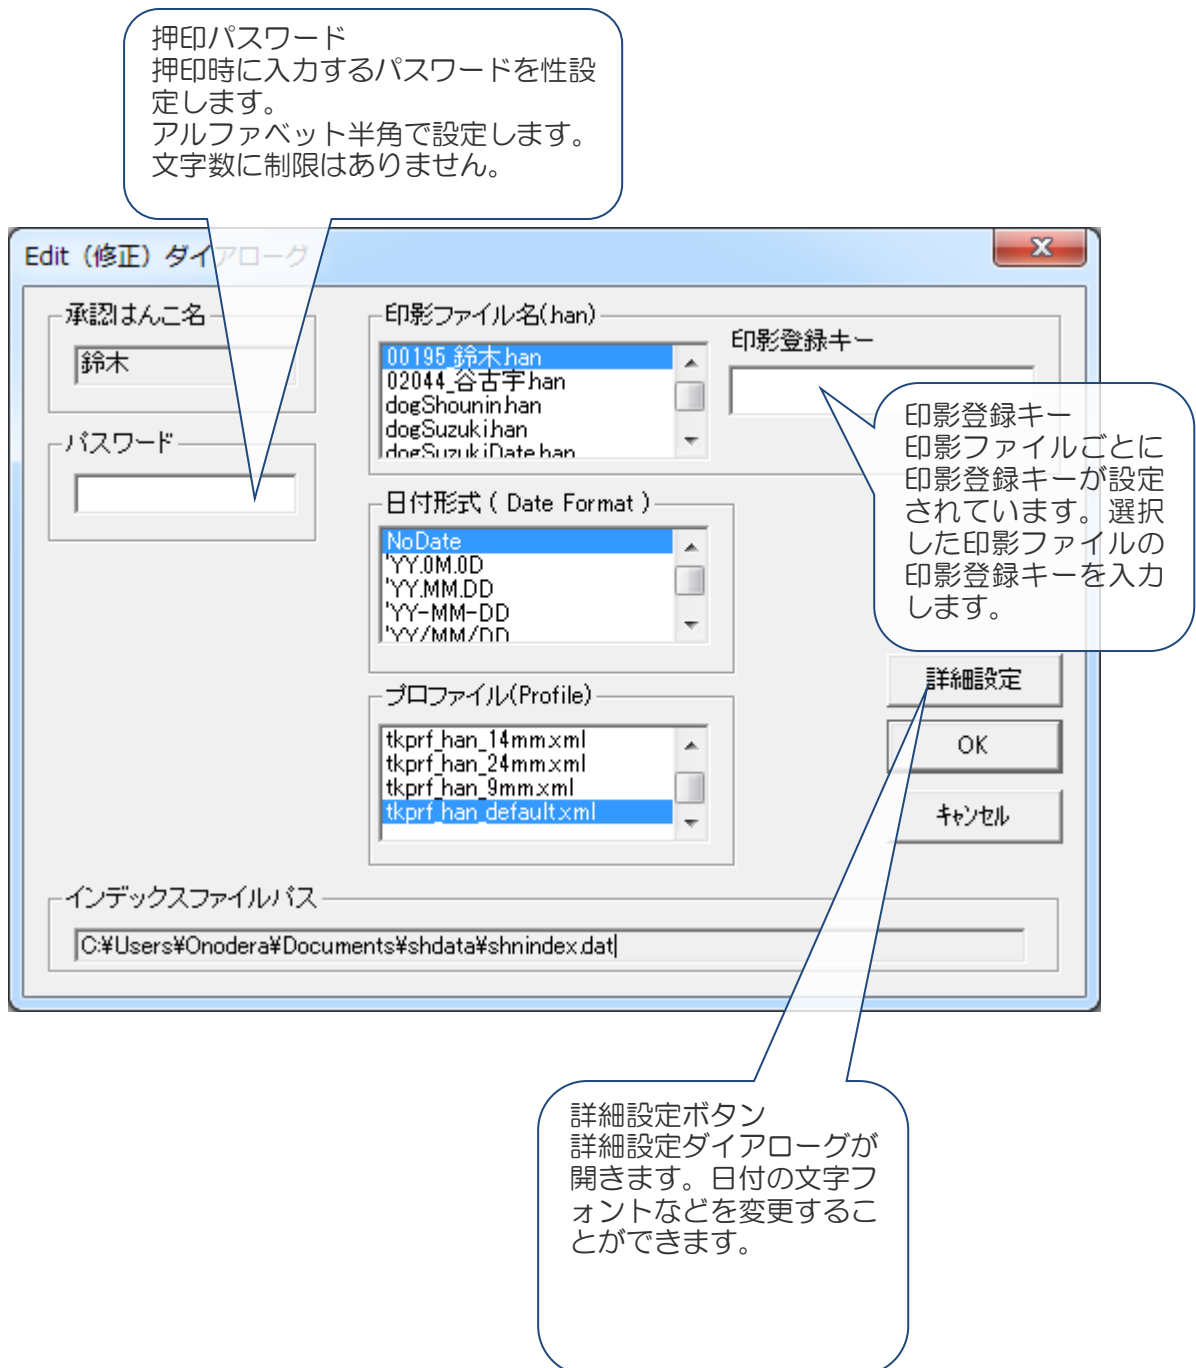 押印パスワード
押印時に入力するパスワードを性設
定します。
アルファベット半角で設定します。
文字数に制限はありません。
Edit（修正）ダイアローグ
承認はんこ名
鈴木
パスワード
印影ファイル名(.han)
00195_鈴木.han
02044_谷古宇.han
dogShounin.han
dogSuzuki.han
dogSuzukiDate.han
印影登録キー
印影登録キー
印影ファイルごとに
印影登録キーが設定
されています。選択
した印影ファイルの
印影登録キーを入力
します。
日付形式 ( Date Format )
NoDate
'YY.0M.0D
'YY.MM.DD
'YY-MM-DD
'YY/MM/DD
プロファイル(Profile)
tkprf_han_14mm.xml
tkprf_han_24mm.xml
tkprf_han_9mm.xml
tkprf_han_default.xml
詳細設定
OK
キャンセル
インデックスファイルパス
C:¥Users¥Onodera¥Documents¥shdata¥shnindex.dat
詳細設定ボタン
詳細設定ダイアローグが
開きます。日付の文字フ
ォントなどを変更するこ
とができます。